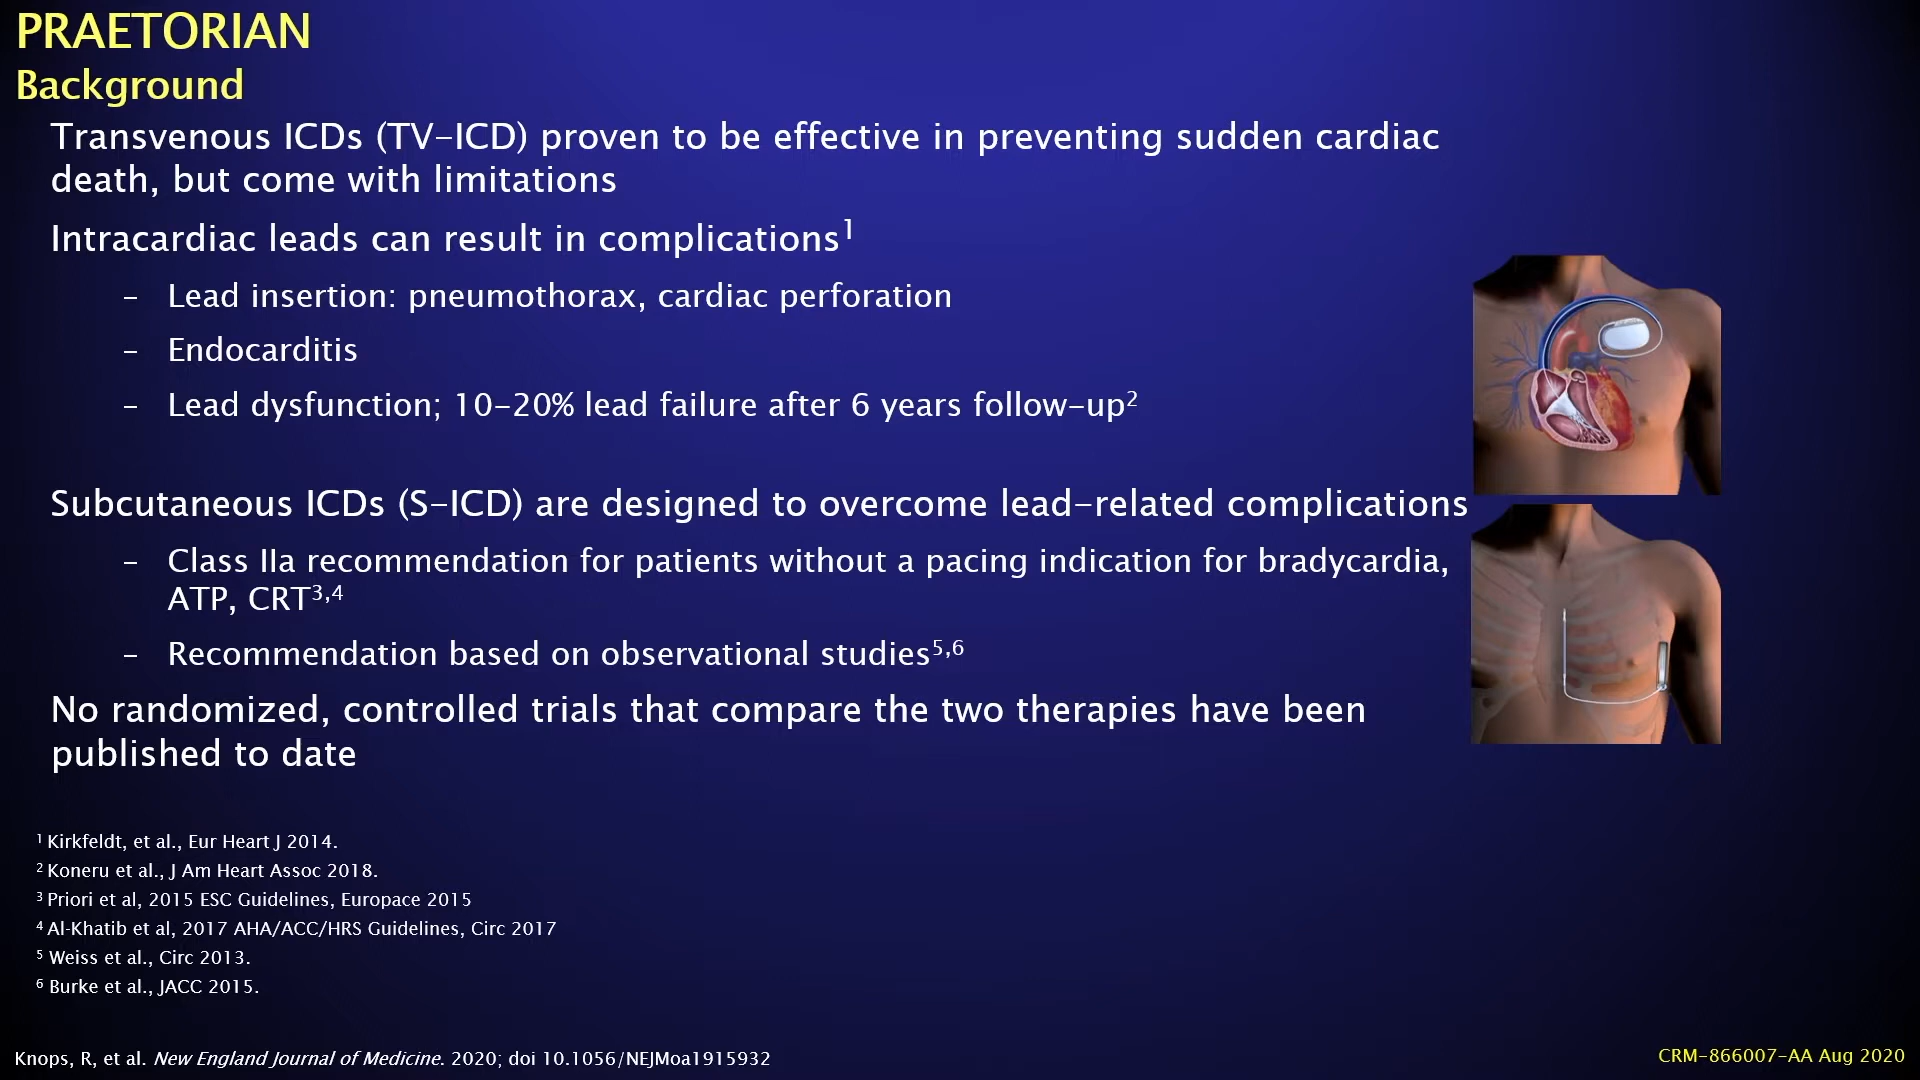 PRAETORIAN
Background
Transvenous ICDs (TV-ICD) proven to be effective in preventing sudden cardiac
death, but come with limitations
Intracardiac leads can result in complications¹
– Lead insertion: pneumothorax, cardiac perforation
– Endocarditis
– Lead dysfunction; 10-20% lead failure after 6 years follow-up²
Subcutaneous ICDs (S-ICD) are designed to overcome lead-related complications
– Class IIa recommendation for patients without a pacing indication for bradycardia,
ATP, CRT³,⁴
– Recommendation based on observational studies⁵,⁶
No randomized, controlled trials that compare the two therapies have been
published to date
¹ Kirkfeldt, et al., Eur Heart J 2014.
² Koneru et al., J Am Heart Assoc 2018.
³ Priori et al, 2015 ESC Guidelines, Europace 2015
⁴ Al-Khatib et al, 2017 AHA/ACC/HRS Guidelines, Circ 2017
⁵ Weiss et al., Circ 2013.
⁶ Burke et al., JACC 2015.
Knops, R, et al. New England Journal of Medicine. 2020; doi 10.1056/NEJMoa1915932
CRM-866007-AA Aug 2020